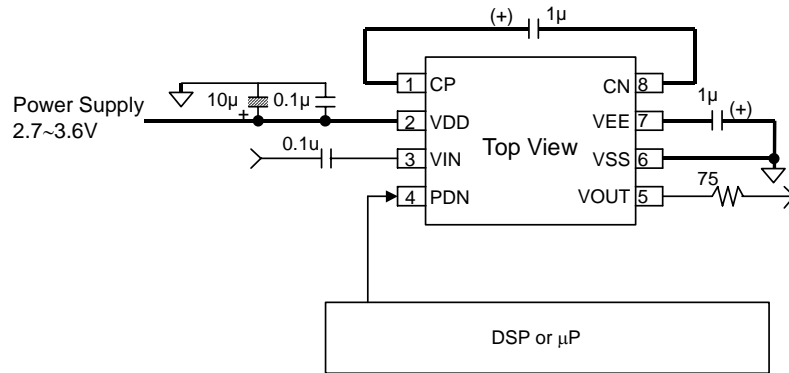 (+) 1µ
1 CP
CN 8
10µ
+
0.1µ
Power Supply
2.7~3.6V
2 VDD
VEE 7
1µ
(+)
0.1u
3 VIN
Top View
VSS 6
4 PDN
VOUT 5
75
DSP or µP